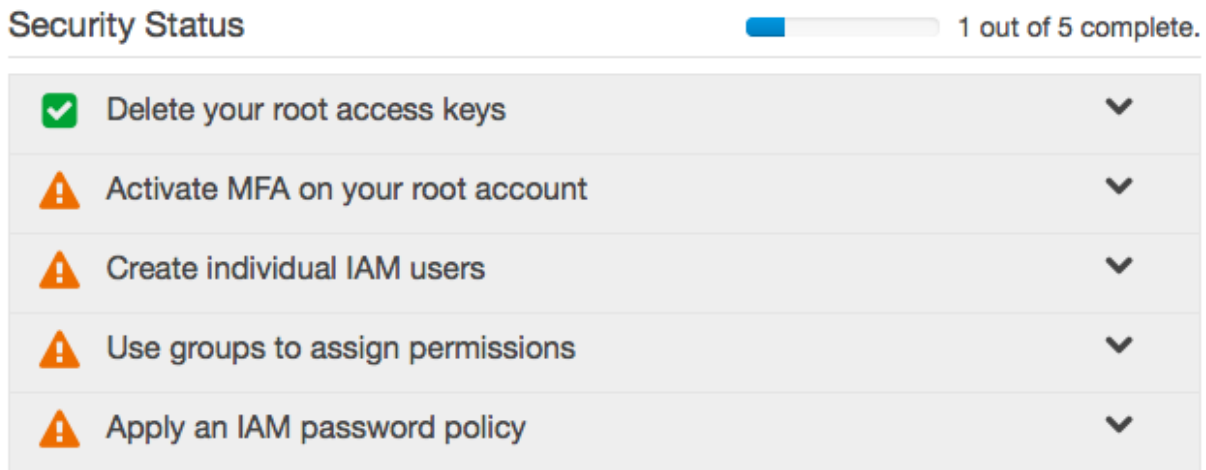 Security Status
1 out of 5 complete.
Delete your root access keys
Activate MFA on your root account
Create individual IAM users
Use groups to assign permissions
Apply an IAM password policy